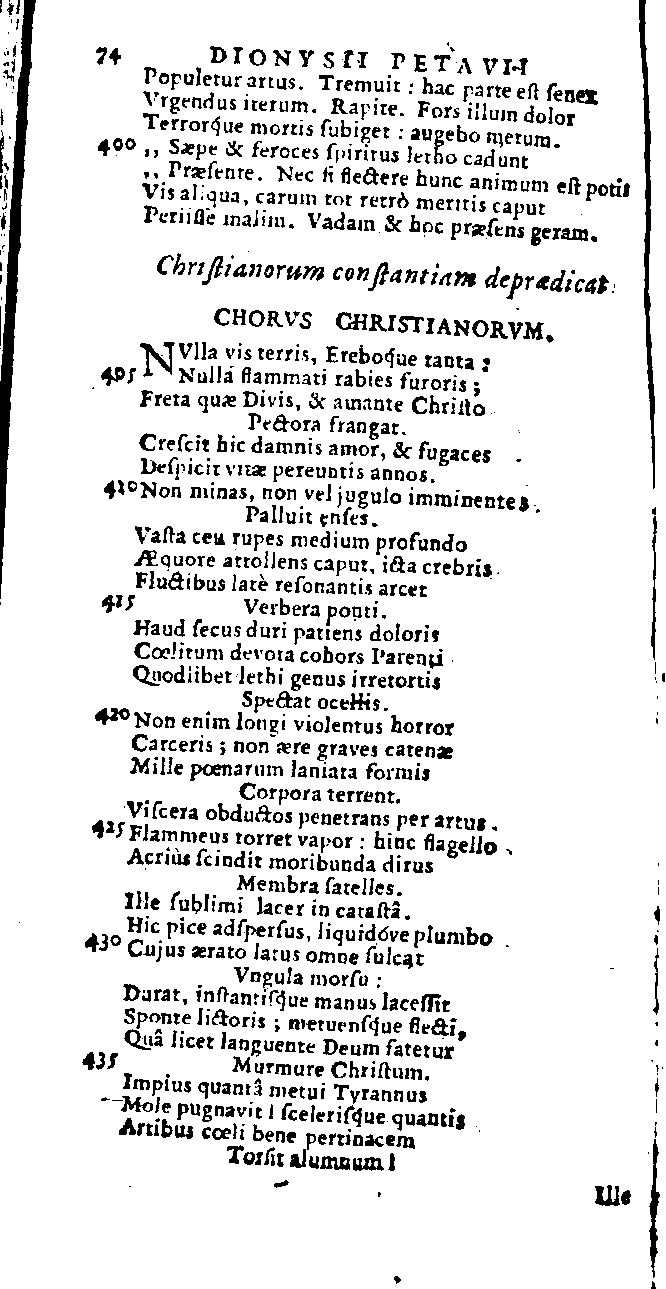 74 DIONYSII PETAVII
Populetur artus. Tremuit : hac parte eſt ſenex
Vrgendus iterum. Rapite. Fors illum dolor
Terrorq́ue mortis ſubiget : augebo metum.
400 ,, Sæpe & feroces ſpiritus letho cadunt
,, Præſente. Nec ſi flectere hunc animum eſt potis
Vis aliqua, carum tot retrò meritis caput
Periiſſe malim. Vadam & hoc præſens geram.
Chriſtianorum conſtantiam deprædicat.
CHORVS CHRISTIANORVM.
NVlla vis terris, Ereboq́ue tanta ;
405 Nulla flammati rabies furoris ;
Freta quæ Divis, & amante Chriſto
Pectora frangat.
Creſcit hic damnis amor, & fugaces
Deſpicit vitæ pereuntis annos.
410 Non minas, non vel jugulo imminentes
Palluit enſes.
Vaſta ceu rupes medium profundo
Æquore attollens caput, icta crebris
Fluctibus latè reſonantis arcet
415 Verbera ponti.
Haud ſecus duri patiens doloris
Cœlitum devota cohors Parenti
Quodlibet lethi genus irretortis
Spectat ocellis.
420 Non enim longi violentus horror
Carceris ; non ære graves catenæ
Mille pœnarum laniata formis
Corpora terrent.
Viſcera obductos penetrans per artus
425 Flammeus torret vapor : hinc flagello
Acriùs ſcindit moribunda dirus
Membra ſatelles.
Ille ſublimi lacer in cataſtâ.
Hic pice adſperſus, liquidóve plumbo
430 Cujus ærato latus omne ſulcat
Vngula morſu :
Durat, inſtantiſq́ue manus laceſſit
Sponte lictoris ; metuenſq́ue flecti,
Quâ licet languente Deum fatetur
435 Murmure Chriſtum.
Impius quantâ metui Tyrannus
Mole pugnavit ! ſceleriſq́ue quantis
Artibus cœli bene pertinacem
Torſit alumnum !
Ille